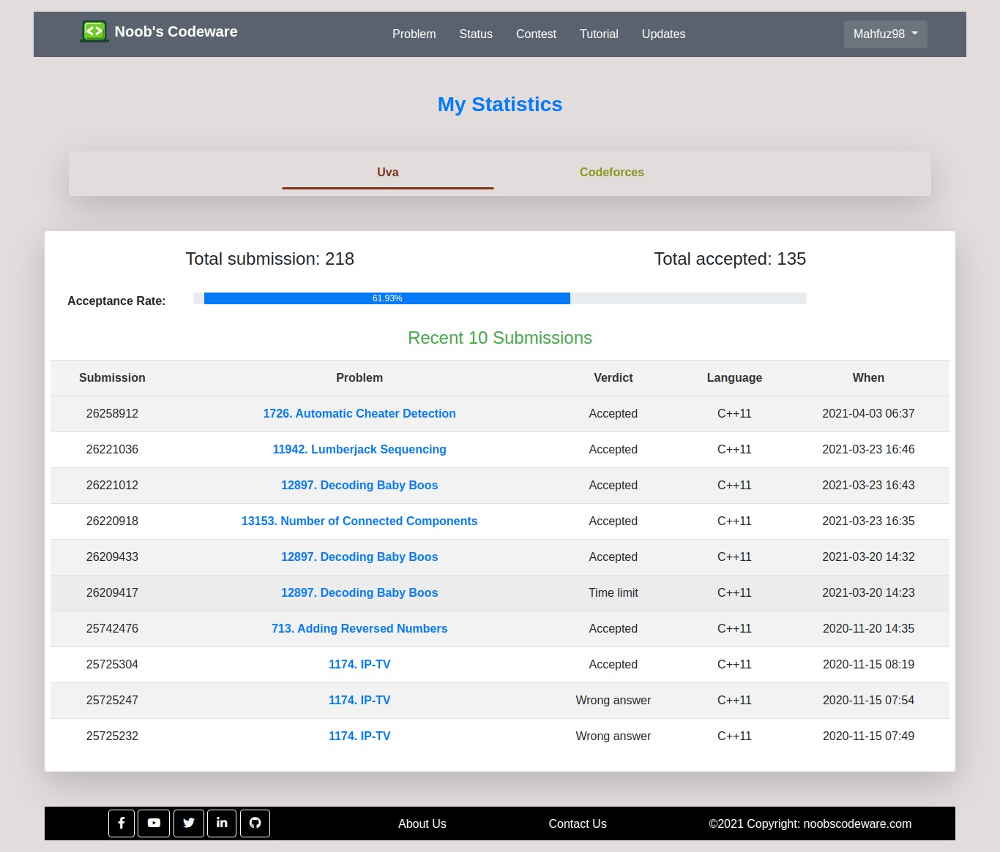 Noob's Codeware Problem Status Contest Tutorial Updates Mahfuz98
My Statistics
Uva Codeforces
Total submission: 218 Total accepted: 135
Acceptance Rate: 61.93%
Recent 10 Submissions
Submission Problem Verdict Language When
26258912 1726. Automatic Cheater Detection Accepted C++11 2021-04-03 06:37
26221036 11942. Lumberjack Sequencing Accepted C++11 2021-03-23 16:46
26221012 12897. Decoding Baby Boos Accepted C++11 2021-03-23 16:43
26220918 13153. Number of Connected Components Accepted C++11 2021-03-23 16:35
26209433 12897. Decoding Baby Boos Accepted C++11 2021-03-20 14:32
26209417 12897. Decoding Baby Boos Time limit C++11 2021-03-20 14:23
25742476 713. Adding Reversed Numbers Accepted C++11 2020-11-20 14:35
25725304 1174. IP-TV Accepted C++11 2020-11-15 08:19
25725247 1174. IP-TV Wrong answer C++11 2020-11-15 07:54
25725232 1174. IP-TV Wrong answer C++11 2020-11-15 07:49
About Us Contact Us ©2021 Copyright: noobscodeware.com